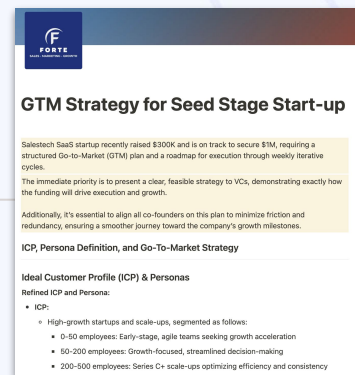 FORTE
SALES • MARKETING • GROWTH
GTM Strategy for Seed Stage Start-up
Salestech SaaS startup recently raised $300K and is on track to secure $1M, requiring a
structured Go-to-Market (GTM) plan and a roadmap for execution through weekly iterative
cycles.
The immediate priority is to present a clear, feasible strategy to VCs, demonstrating exactly how
the funding will drive execution and growth.
Additionally, it's essential to align all co-founders on this plan to minimize friction and
redundancy, ensuring a smoother journey toward the company's growth milestones.
ICP, Persona Definition, and Go-To-Market Strategy
Ideal Customer Profile (ICP) & Personas
Refined ICP and Persona:
• ICP:
◦ High-growth startups and scale-ups, segmented as follows:
▪ 0-50 employees: Early-stage, agile teams seeking growth acceleration
▪ 50-200 employees: Growth-focused, streamlined decision-making
▪ 200-500 employees: Series C+ scale-ups optimizing efficiency and consistency